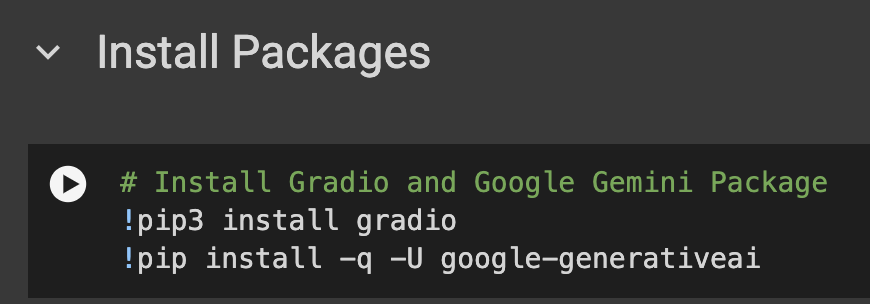 Install Packages
# Install Gradio and Google Gemini Package
!pip3 install gradio
!pip install -q -U google-generativeai